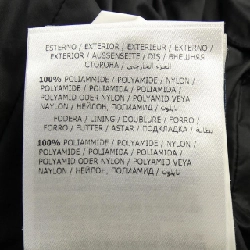 ESTERNO / EXTERIOR / EXTERIEUR / EXTERNO /
EXTERIOR / AUSSENSEITE / DIŞ / ВНЕШНЯЯ
СТОРОНА /
100% POLIAMMIDE / POLYAMIDE / NYLON /
POLYAMIDE / POLIAMIDA / POLIAMIDA /
POLYAMID ODER NYLON / POLYAMID VEYA
NAYLON / НЕЙЛОН, ПОЛИАМИД / نايلون
FODERA / LINING / DOUBLURE / FORRO /
FORRO / FUTTER / ASTAR / ПОДКЛАДКА / بطانة
100% POLIAMMIDE / POLYAMIDE / NYLON /
POLYAMIDE / POLIAMIDA / POLIAMIDA /
POLYAMID ODER NYLON / POLYAMID VEYA
NAYLON / НЕЙЛОН, ПОЛИАМИД / نايلون